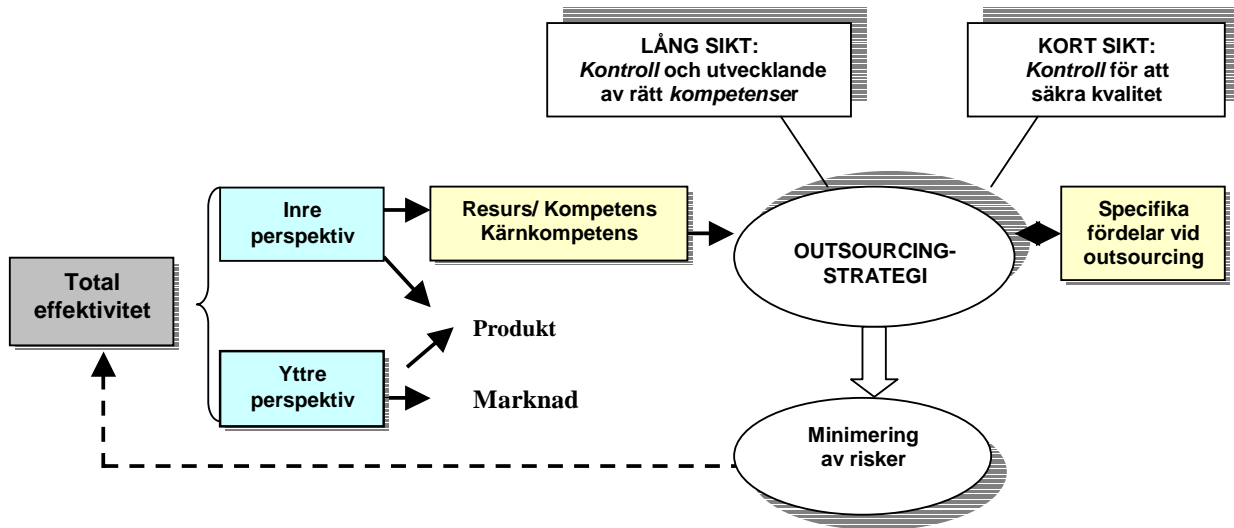 LÅNG SIKT:
Kontroll och utvecklande
av rätt kompetenser
KORT SIKT:
Kontroll för att
säkra kvalitet
Inre
perspektiv
Resurs/ Kompetens
Kärnkompetens
OUTSOURCING-
STRATEGI
Specifika
fördelar vid
outsourcing
Total
effektivitet
Produkt
Yttre
perspektiv
Marknad
Minimering
av risker